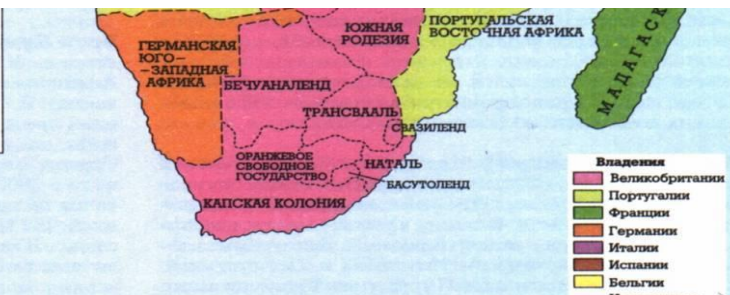 ЮЖНАЯ
РОДЕЗИЯ
ПОРТУГАЛЬСКАЯ
ВОСТОЧНАЯ АФРИКА
ГЕРМАНСКАЯ
ЮГО-
-ЗАПАДНАЯ
АФРИКА
БЕЧУАНАЛЕНД
МАДАГАСК
ТРАНСВААЛЬ
СВАЗИЛЕНД
ОРАНЖЕВОЕ
СВОБОДНОЕ
ГОСУДАРСТВО
НАТАЛЬ
БАСУТОЛЕНД
КАПСКАЯ КОЛОНИЯ
Владения
Великобритании
Португалии
Франции
Германии
Италии
Испании
Бельгии